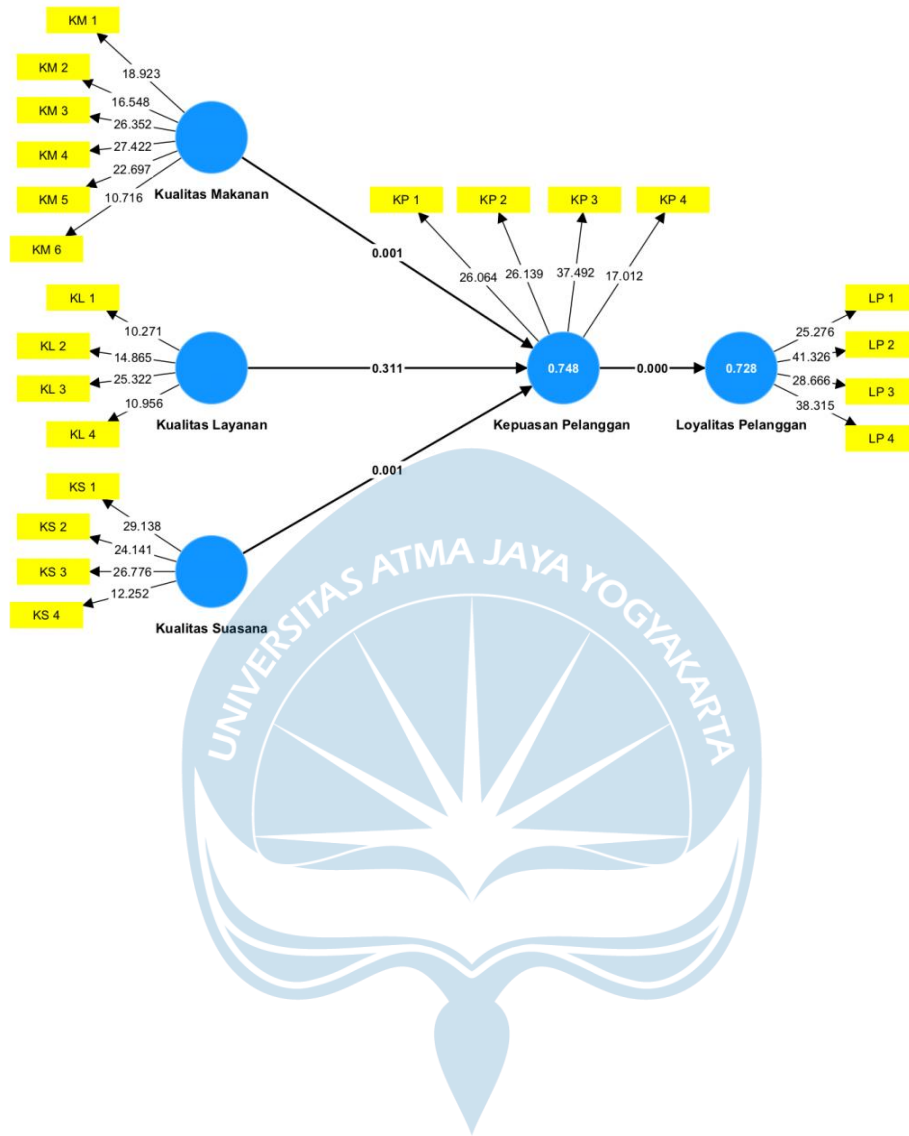 KM 1
18.923
KM 2
16.548
KM 3
26.352
KM 4
27.422
KM 5
22.697
KM 6
10.716
Kualitas Makanan
0.001
KP 1
KP 2
KP 3
KP 4
26.064
26.139
37.492
17.012
KL 1
10.271
KL 2
14.865
KL 3
25.322
KL 4
10.956
Kualitas Layanan
0.311
0.748
Kepuasan Pelanggan
0.000
0.728
Loyalitas Pelanggan
LP 1
25.276
LP 2
41.326
LP 3
28.666
LP 4
38.315
KS 1
29.138
KS 2
24.141
KS 3
26.776
KS 4
12.252
Kualitas Suasana
0.001
UNIVERSITAS ATMA JAYA YOGYAKARTA